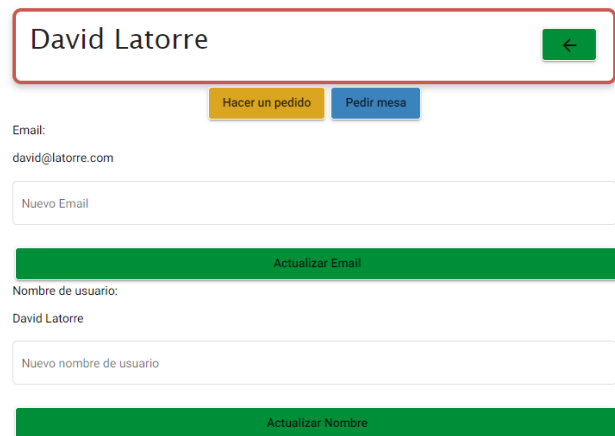 David Latorre
Hacer un pedido Pedir mesa
Email:
david@latorre.com
Nuevo Email
Actualizar Email
Nombre de usuario:
David Latorre
Nuevo nombre de usuario
Actualizar Nombre